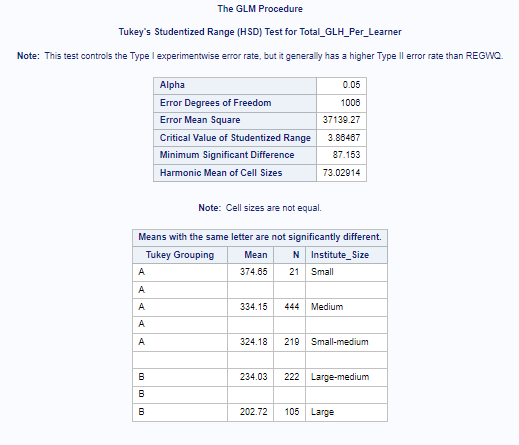 The GLM Procedure
Tukey's Studentized Range (HSD) Test for Total_GLH_Per_Learner
Note: This test controls the Type I experimentwise error rate, but it generally has a higher Type II error rate than REGWQ.
Alpha 0.05
Error Degrees of Freedom 1006
Error Mean Square 37139.27
Critical Value of Studentized Range 3.86467
Minimum Significant Difference 87.153
Harmonic Mean of Cell Sizes 73.02914
Note: Cell sizes are not equal.
Means with the same letter are not significantly different.
Tukey Grouping Mean N Institute_Size
A 374.65 21 Small
A
A 334.15 444 Medium
A
A 324.18 219 Small-medium
B 234.03 222 Large-medium
B
B 202.72 105 Large